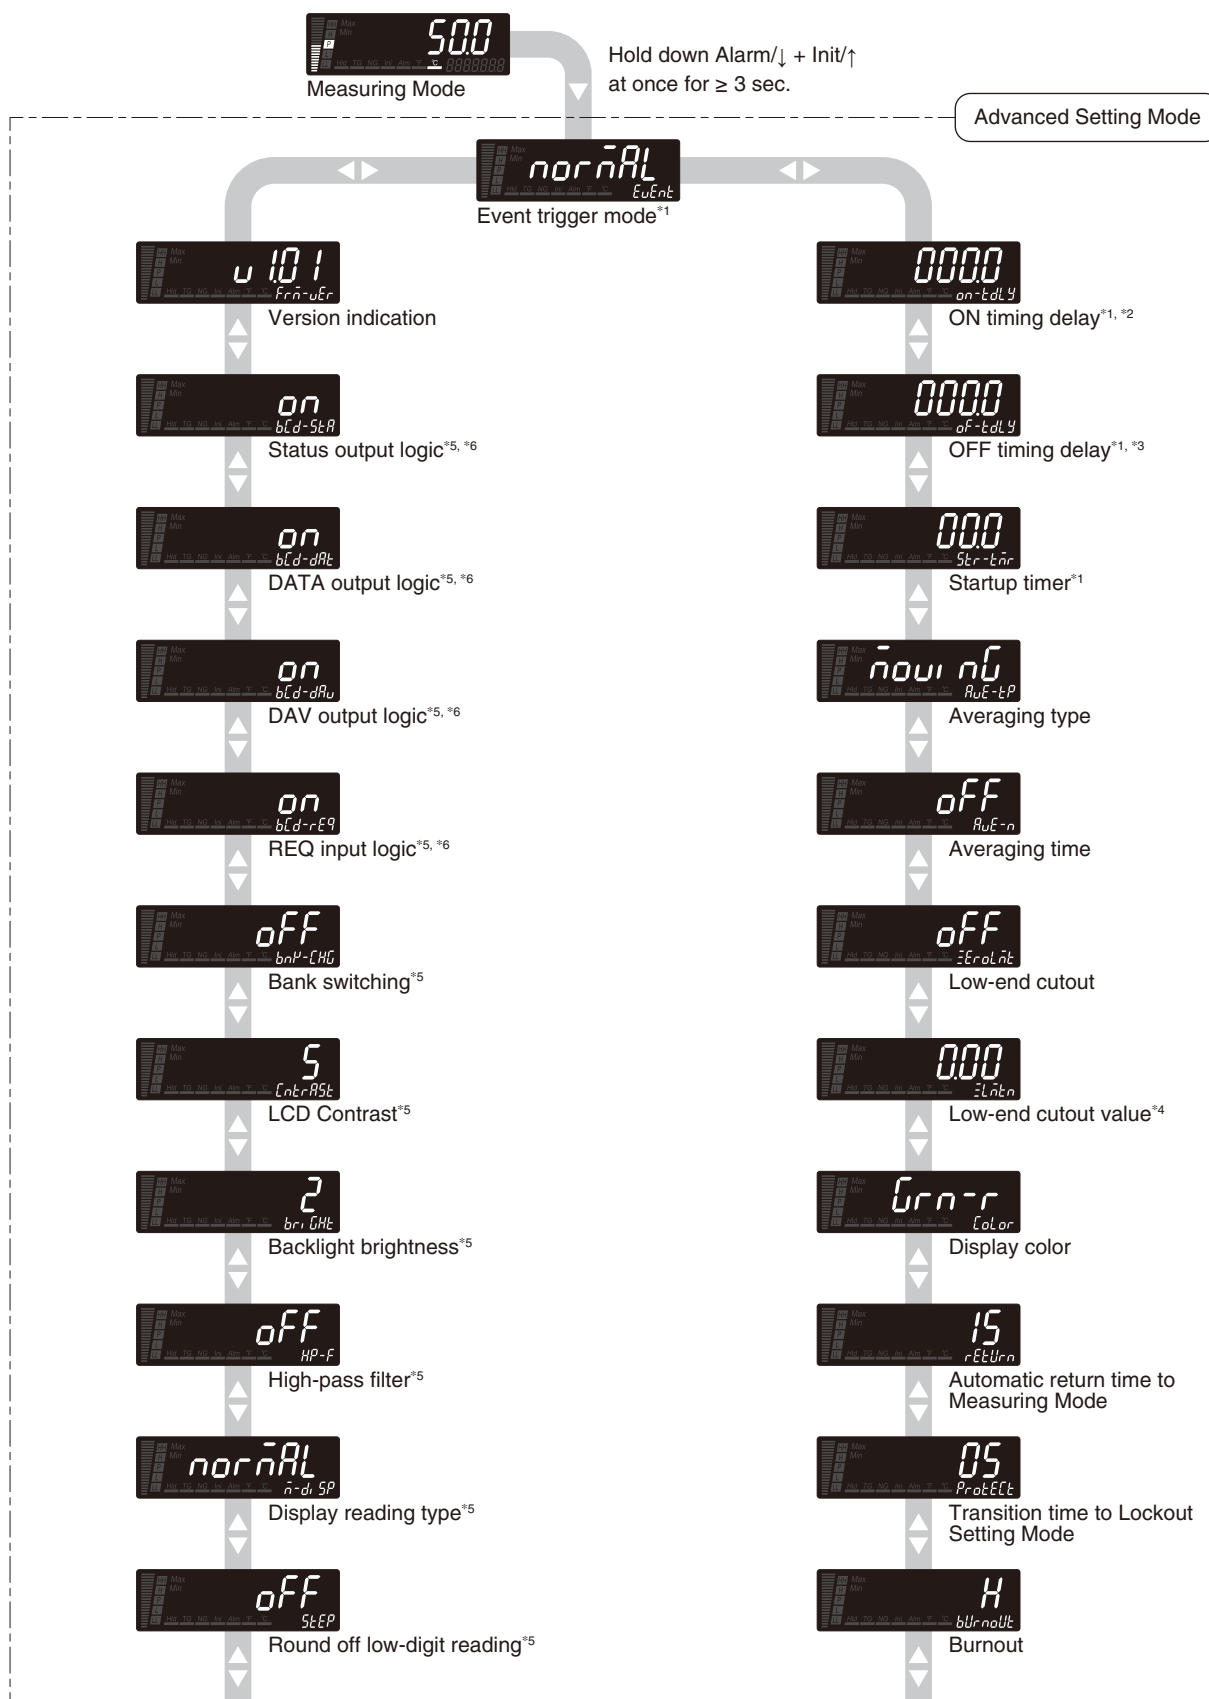 50.0
Measuring Mode
Hold down Alarm/↓ + Init/↑
at once for ≥ 3 sec.
Advanced Setting Mode
norMAL
EvEnt
Event trigger mode*1
v 1.01
FrM-vEr
Version indication
on
bCd-StA
Status output logic*5, *6
on
bCd-dAt
DATA output logic*5, *6
on
bCd-dAv
DAV output logic*5, *6
on
bCd-rEq
REQ input logic*5, *6
oFF
bnK-CHG
Bank switching*5
5
CntrASt
LCD Contrast*5
2
briGHt
Backlight brightness*5
oFF
HP-F
High-pass filter*5
norMAL
M-diSP
Display reading type*5
oFF
StEP
Round off low-digit reading*5
000.0
on-tdLY
ON timing delay*1, *2
000.0
oF-tdLY
OFF timing delay*1, *3
00.0
Str-tMr
Startup timer*1
MovinG
AvE-tP
Averaging type
oFF
AvE-n
Averaging time
oFF
ZEroLMt
Low-end cutout
0.00
ZLMtn
Low-end cutout value*4
Grn-r
CoLor
Display color
15
rEtUrn
Automatic return time to
Measuring Mode
05
ProtECt
Transition time to Lockout
Setting Mode
H
bUrnoUt
Burnout